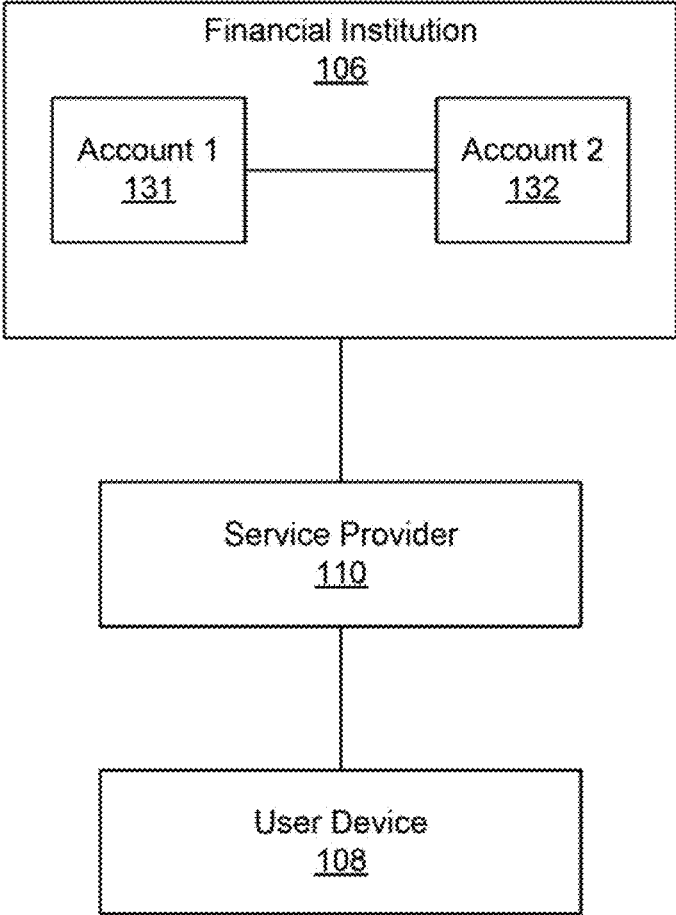 Financial Institution
106
Account 1
131
Account 2
132
Service Provider
110
User Device
108